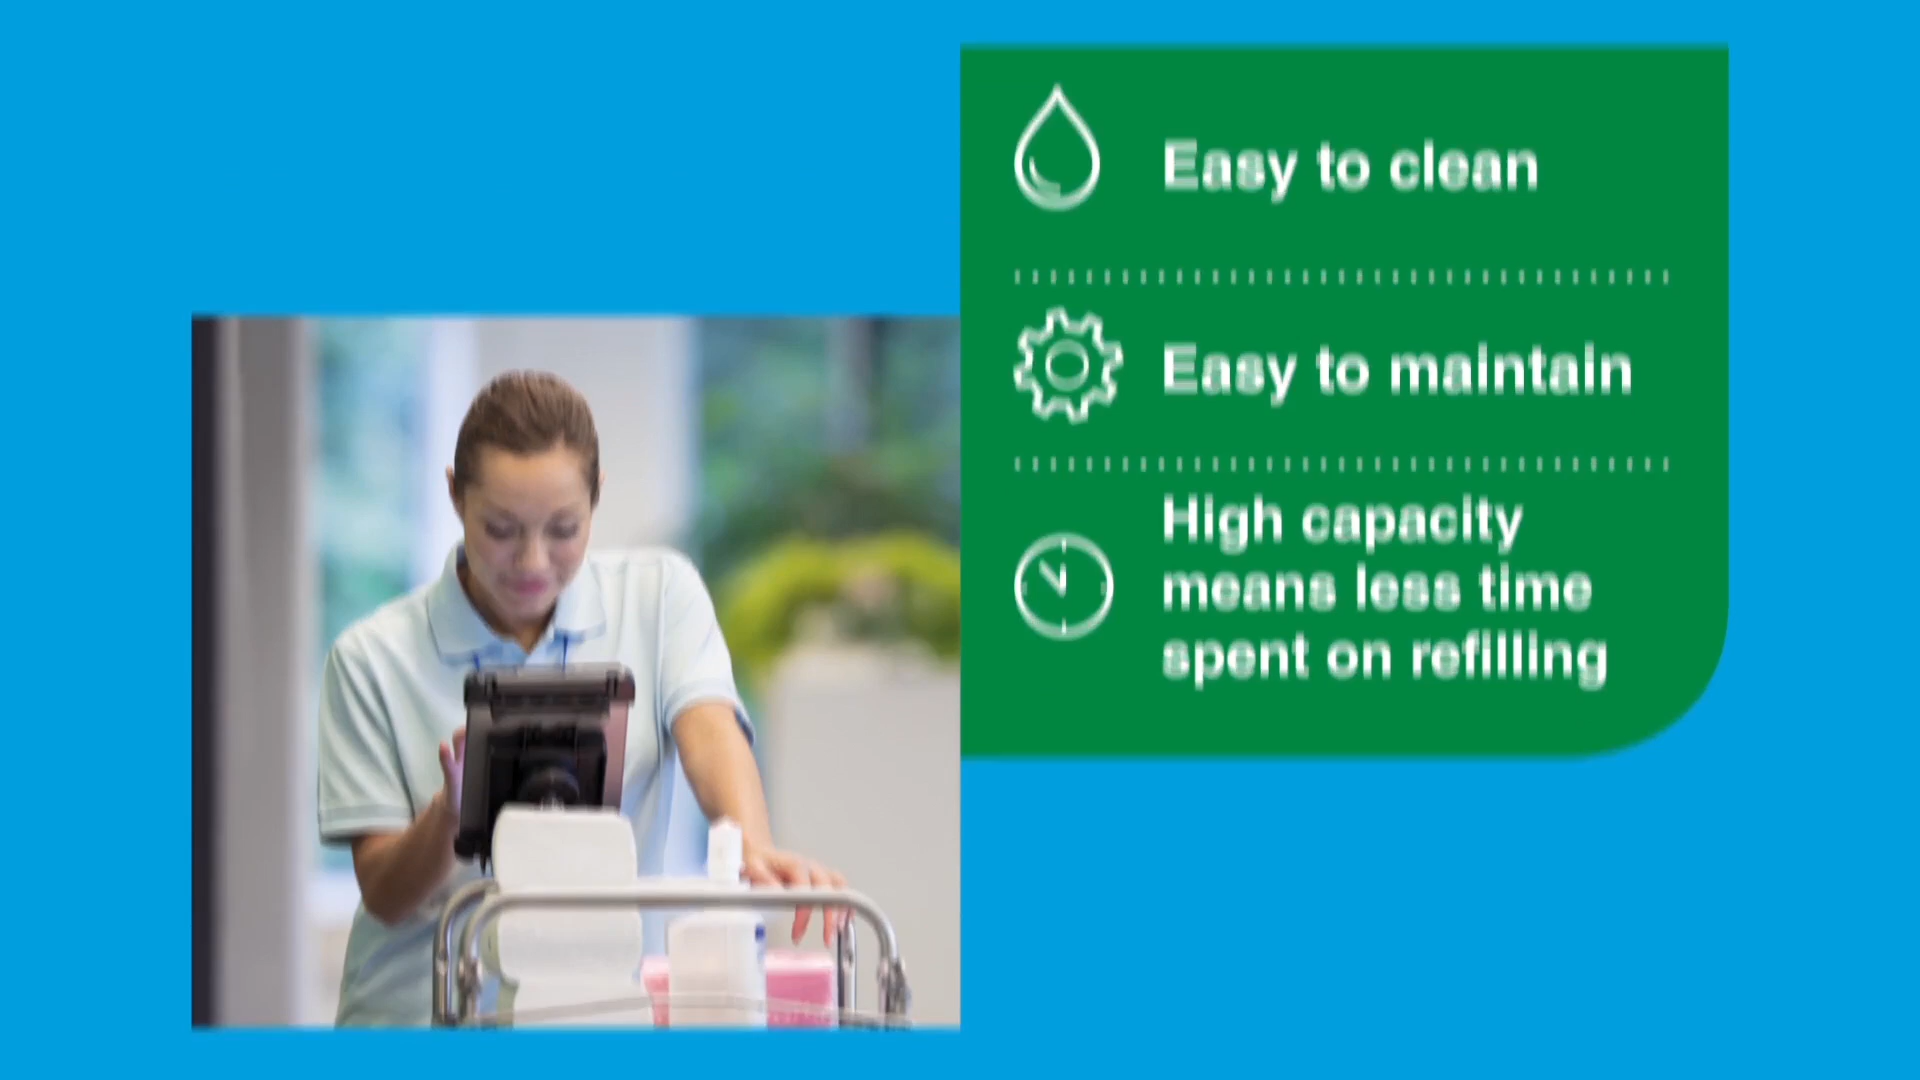 Easy to clean
Easy to maintain
High capacity
means less time
spent on refilling